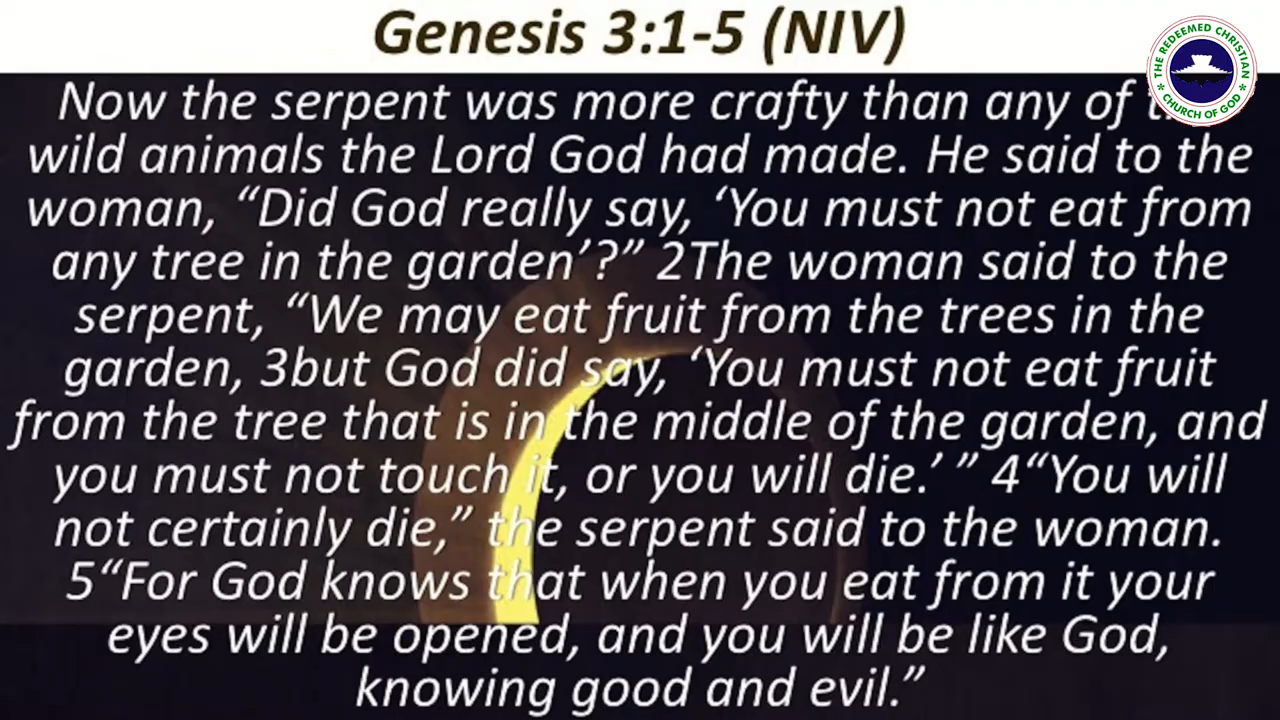 Genesis 3:1-5 (NIV)
THE REDEEMED CHRISTIAN
CHURCH OF GOD
Now the serpent was more crafty than any of
wild animals the Lord God had made. He said to the
woman, “Did God really say, ‘You must not eat from
any tree in the garden’?” 2The woman said to the
serpent, “We may eat fruit from the trees in the
garden, 3but God did say, ‘You must not eat fruit
from the tree that is in the middle of the garden, and
you must not touch it, or you will die.’ ” 4“You will
not certainly die,” the serpent said to the woman.
5“For God knows that when you eat from it your
eyes will be opened, and you will be like God,
knowing good and evil.”